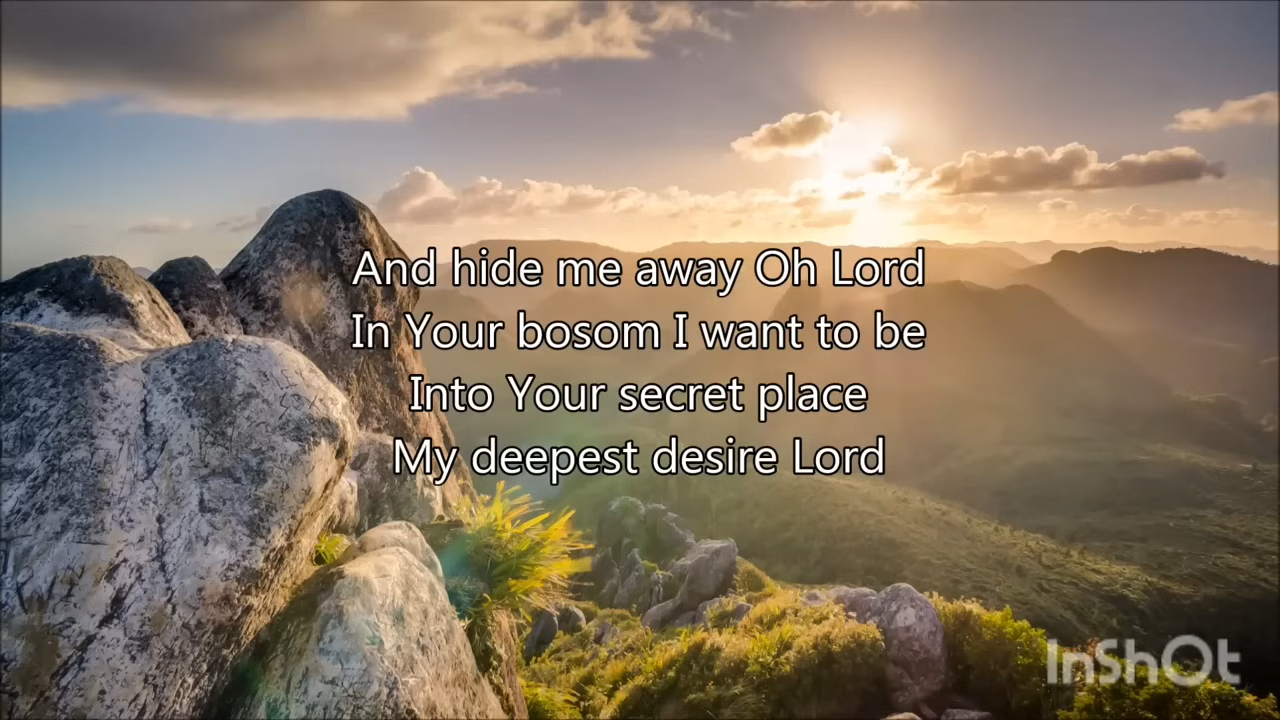 And hide me away Oh Lord
In Your bosom I want to be
Into Your secret place
My deepest desire Lord
InShOt